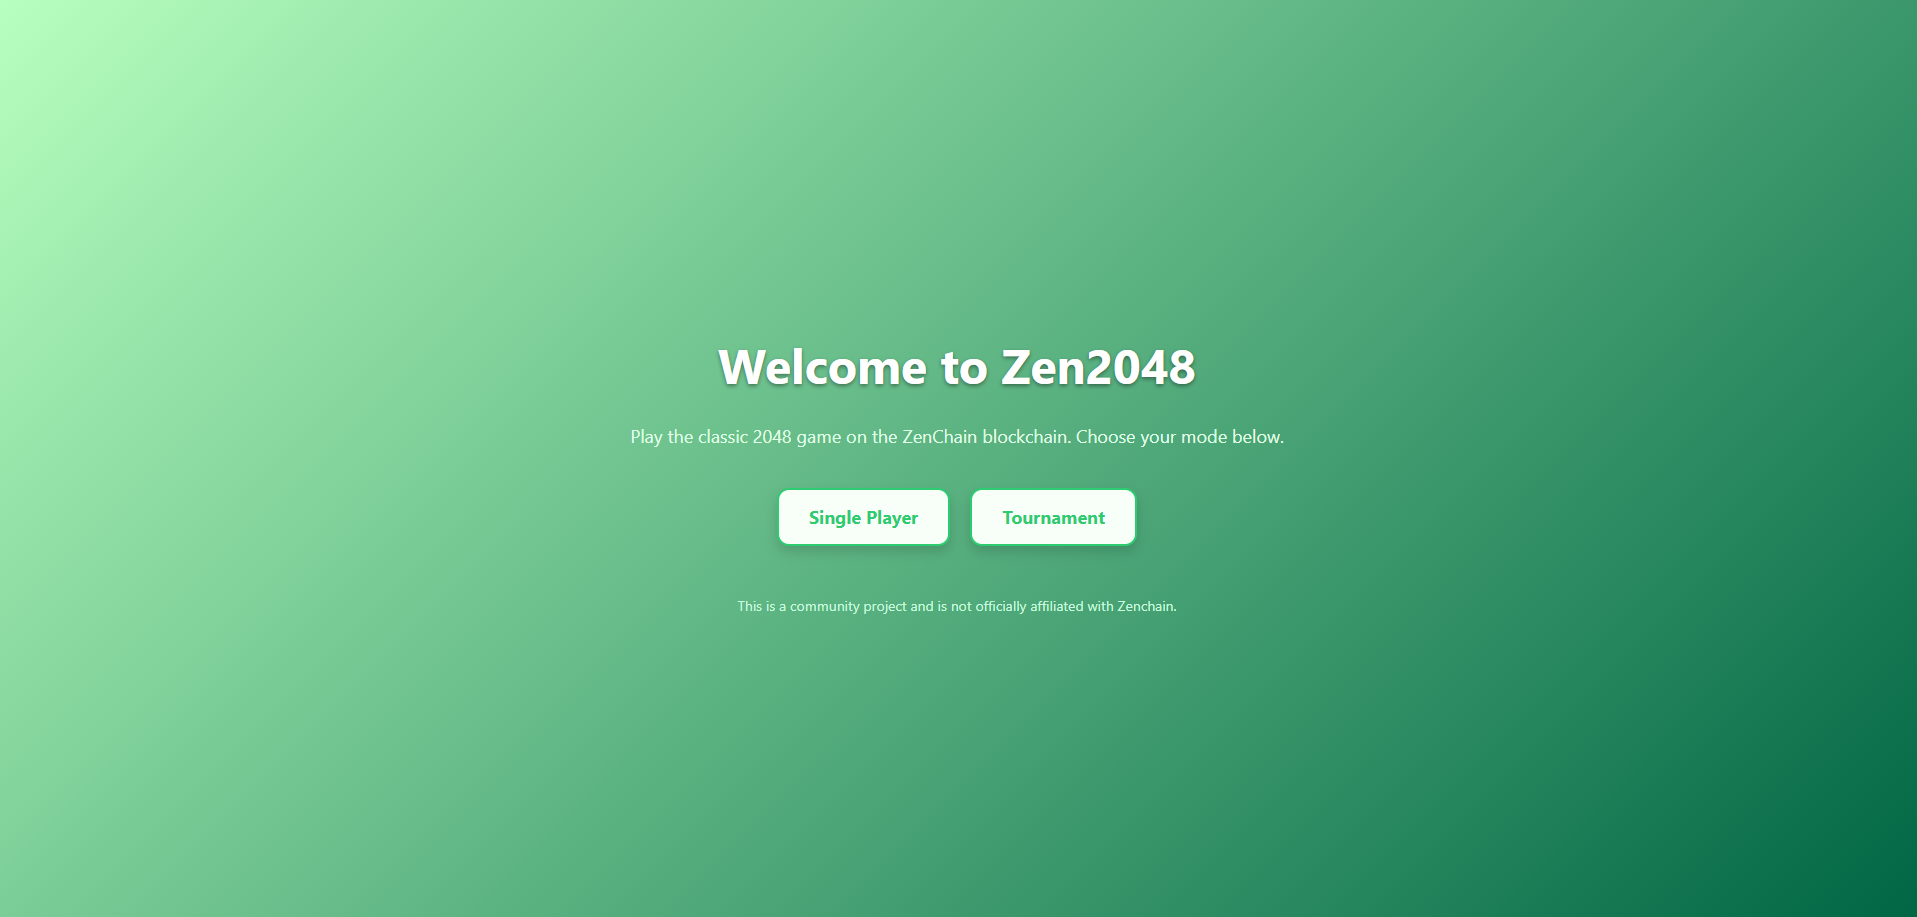 Welcome to Zen2048
Play the classic 2048 game on the ZenChain blockchain. Choose your mode below.
Single Player
Tournament
This is a community project and is not officially affiliated with Zenchain.